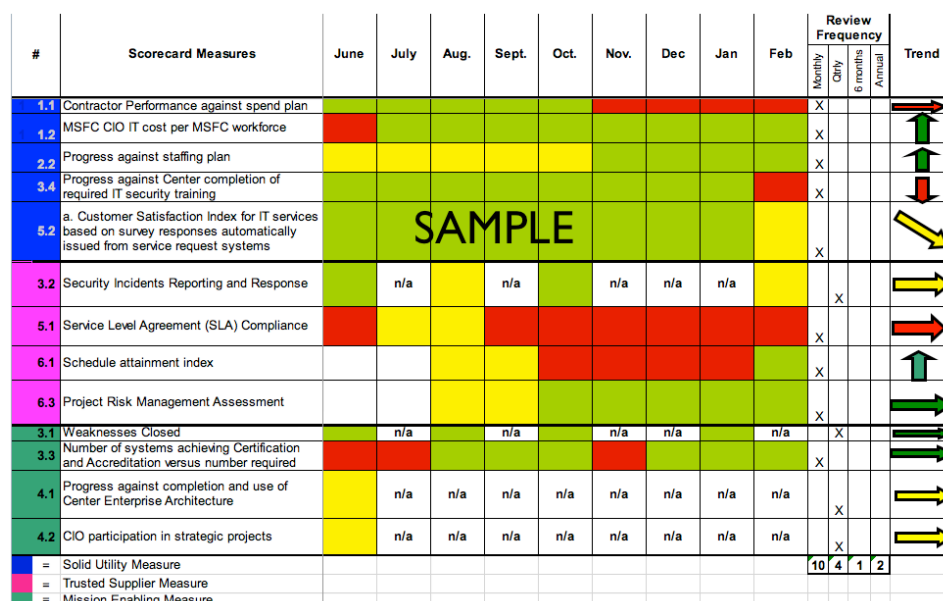 Review
Frequency
# Scorecard Measures June July Aug. Sept. Oct. Nov. Dec Jan Feb Monthly Qtrly 6 months Annual Trend
1.1 Contractor Performance against spend plan X
1.2 MSFC CIO IT cost per MSFC workforce X
2.2 Progress against staffing plan X
3.4 Progress against Center completion of
required IT security training X
5.2 a. Customer Satisfaction Index for IT services
based on survey responses automatically
issued from service request systems X
SAMPLE
3.2 Security Incidents Reporting and Response n/a n/a n/a n/a n/a X
5.1 Service Level Agreement (SLA) Compliance X
6.1 Schedule attainment index X
6.3 Project Risk Management Assessment X
3.1 Weaknesses Closed n/a n/a n/a n/a n/a X
3.3 Number of systems achieving Certification
and Accreditation versus number required X
4.1 Progress against completion and use of
Center Enterprise Architecture n/a n/a n/a n/a n/a n/a n/a n/a X
4.2 CIO participation in strategic projects n/a n/a n/a n/a n/a n/a n/a n/a X
= Solid Utility Measure 10 4 1 2
= Trusted Supplier Measure
= Mission Enabling Measure